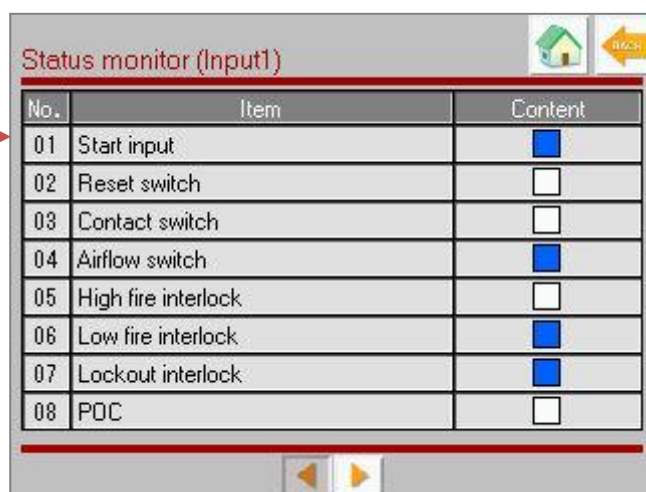 Status monitor (Input1)
BACK
No. Item Content
01 Start input
02 Reset switch
03 Contact switch
04 Airflow switch
05 High fire interlock
06 Low fire interlock
07 Lockout interlock
08 POC